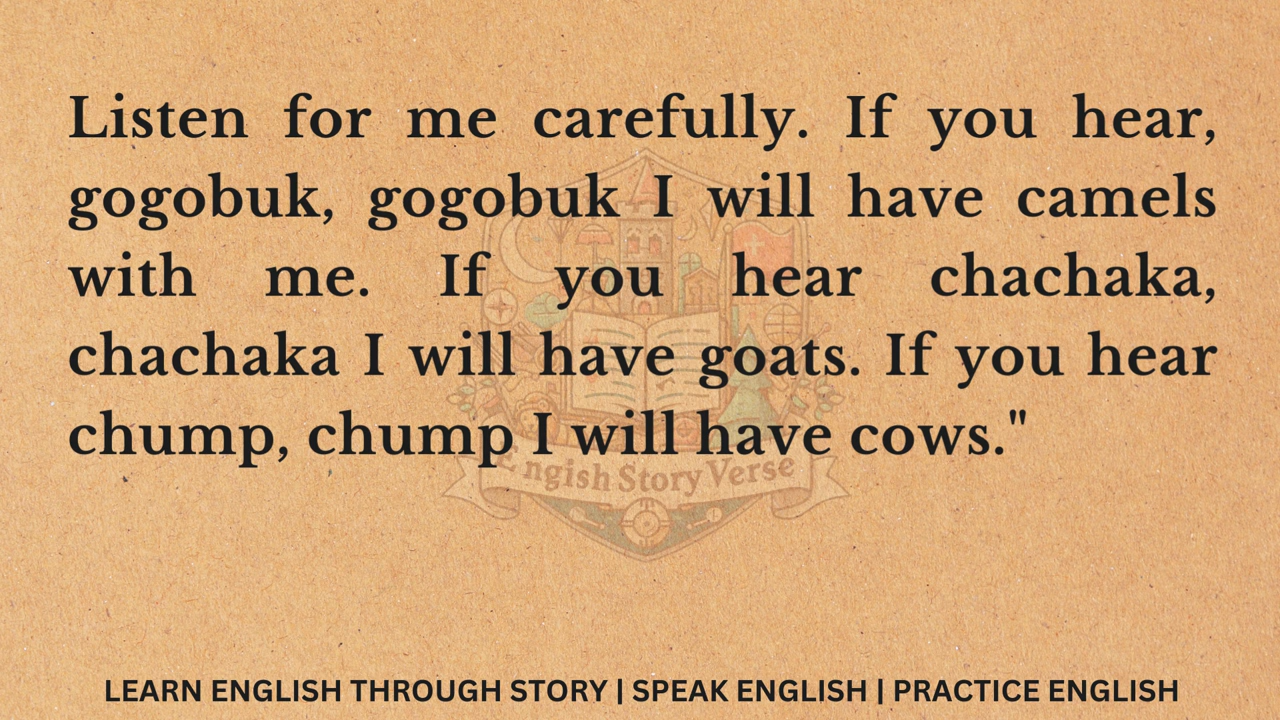 Listen for me carefully. If you hear,
gogobuk, gogobuk I will have camels
with me. If you hear chachaka,
chachaka I will have goats. If you hear
chump, chump I will have cows."
Engish Story Verse
LEARN ENGLISH THROUGH STORY | SPEAK ENGLISH | PRACTICE ENGLISH